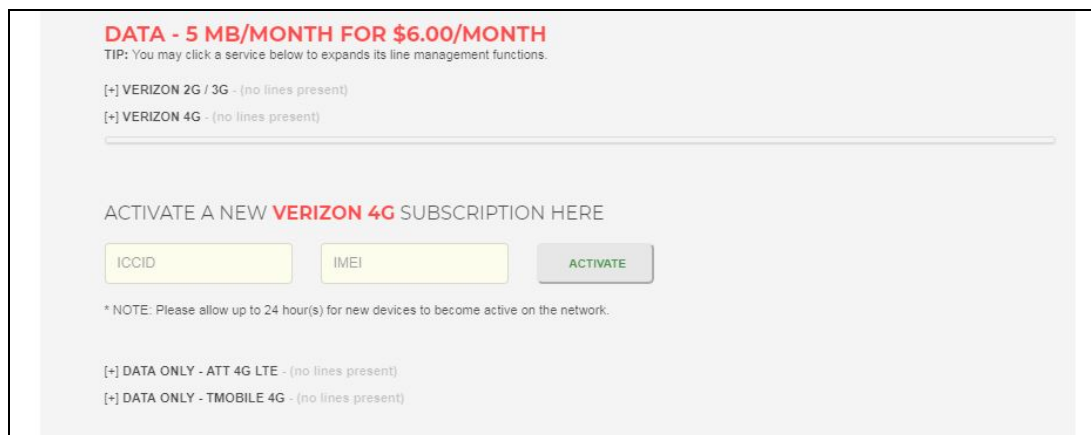 DATA - 5 MB/MONTH FOR $6.00/MONTH
TIP: You may click a service below to expands its line management functions.
[+] VERIZON 2G / 3G - (no lines present)
[+] VERIZON 4G - (no lines present)
ACTIVATE A NEW VERIZON 4G SUBSCRIPTION HERE
ICCID IMEI ACTIVATE
* NOTE: Please allow up to 24 hour(s) for new devices to become active on the network.
[+] DATA ONLY - ATT 4G LTE - (no lines present)
[+] DATA ONLY - TMOBILE 4G - (no lines present)